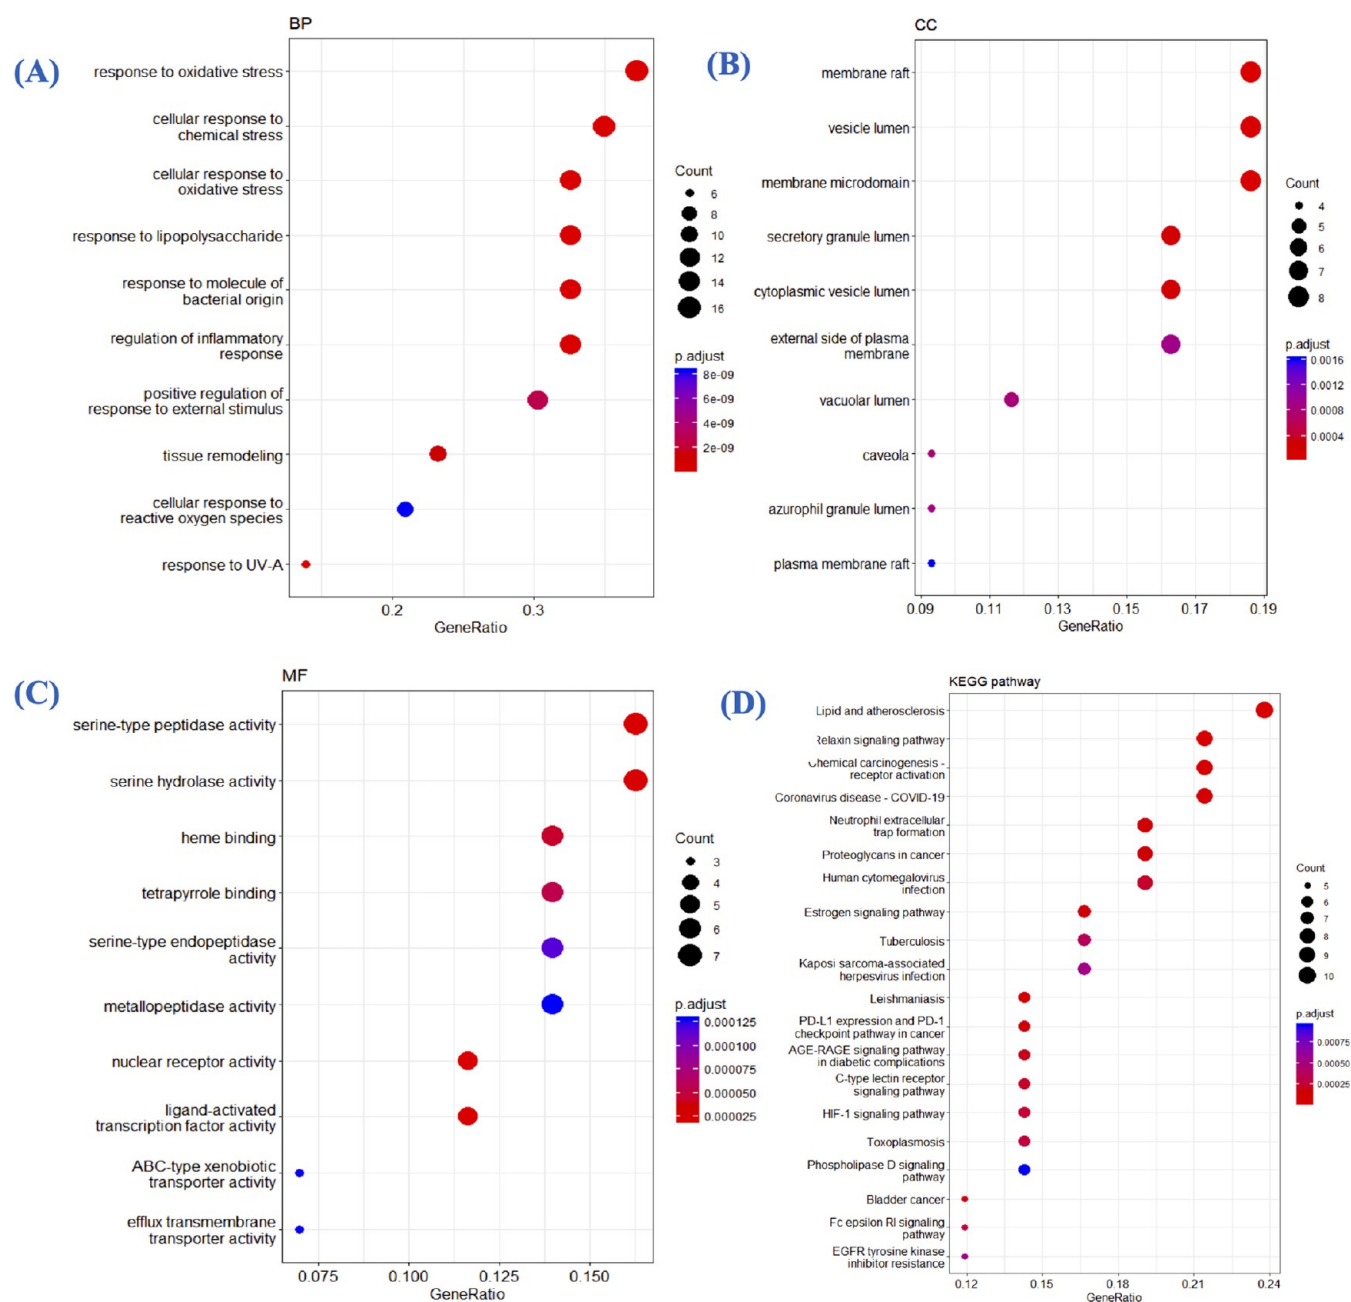 (A)
BP
response to oxidative stress
cellular response to
chemical stress
cellular response to
oxidative stress
response to lipopolysaccharide
response to molecule of
bacterial origin
regulation of inflammatory
response
positive regulation of
response to external stimulus
tissue remodeling
cellular response to
reactive oxygen species
response to UV-A
0.2 0.3
GeneRatio
Count
6
8
10
12
14
16
p.adjust
8e-09
6e-09
4e-09
2e-09
(B)
CC
membrane raft
vesicle lumen
membrane microdomain
secretory granule lumen
cytoplasmic vesicle lumen
external side of plasma
membrane
vacuolar lumen
caveola
azurophil granule lumen
plasma membrane raft
0.09 0.11 0.13 0.15 0.17 0.19
GeneRatio
Count
4
5
6
7
8
p.adjust
0.0016
0.0012
0.0008
0.0004
(C)
MF
serine-type peptidase activity
serine hydrolase activity
heme binding
tetrapyrrole binding
serine-type endopeptidase
activity
metallopeptidase activity
nuclear receptor activity
ligand-activated
transcription factor activity
ABC-type xenobiotic
transporter activity
efflux transmembrane
transporter activity
0.075 0.100 0.125 0.150
GeneRatio
Count
3
4
5
6
7
p.adjust
0.000125
0.000100
0.000075
0.000050
0.000025
(D)
KEGG pathway
Lipid and atherosclerosis
Relaxin signaling pathway
Chemical carcinogenesis -
receptor activation
Coronavirus disease - COVID-19
Neutrophil extracellular
trap formation
Proteoglycans in cancer
Human cytomegalovirus
infection
Estrogen signaling pathway
Tuberculosis
Kaposi sarcoma-associated
herpesvirus infection
Leishmaniasis
PD-L1 expression and PD-1
checkpoint pathway in cancer
AGE-RAGE signaling pathway
in diabetic complications
C-type lectin receptor
signaling pathway
HIF-1 signaling pathway
Toxoplasmosis
Phospholipase D signaling
pathway
Bladder cancer
Fc epsilon RI signaling
pathway
EGFR tyrosine kinase
inhibitor resistance
0.12 0.15 0.18 0.21 0.24
GeneRatio
Count
5
6
7
8
9
10
p.adjust
0.00075
0.00050
0.00025